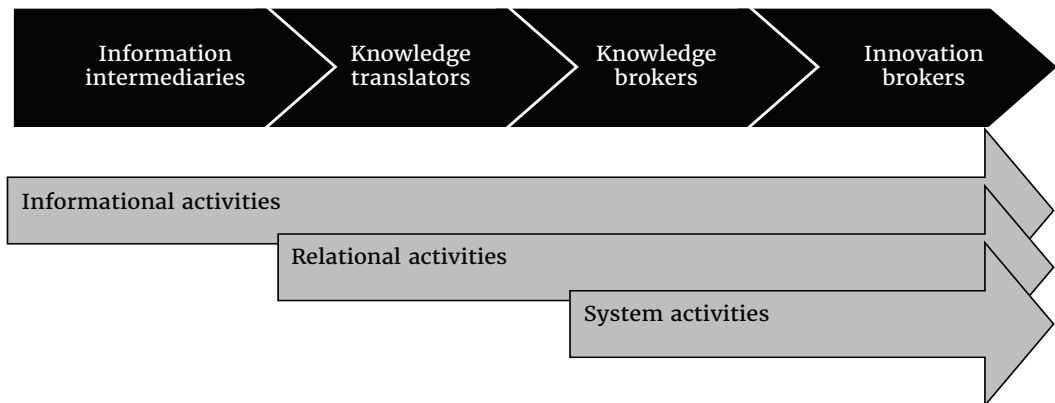 Information
intermediaries
Knowledge
translators
Knowledge
brokers
Innovation
brokers
Informational activities
Relational activities
System activities